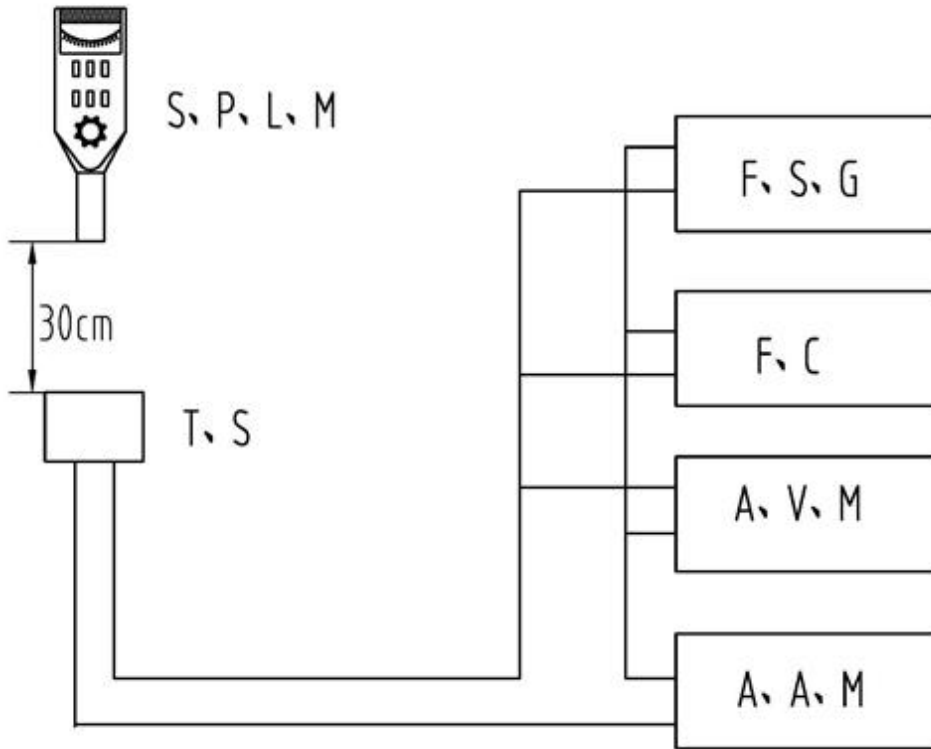 S、P、L、M
F、S、G
30cm
F、C
T、S
A、V、M
A、A、M